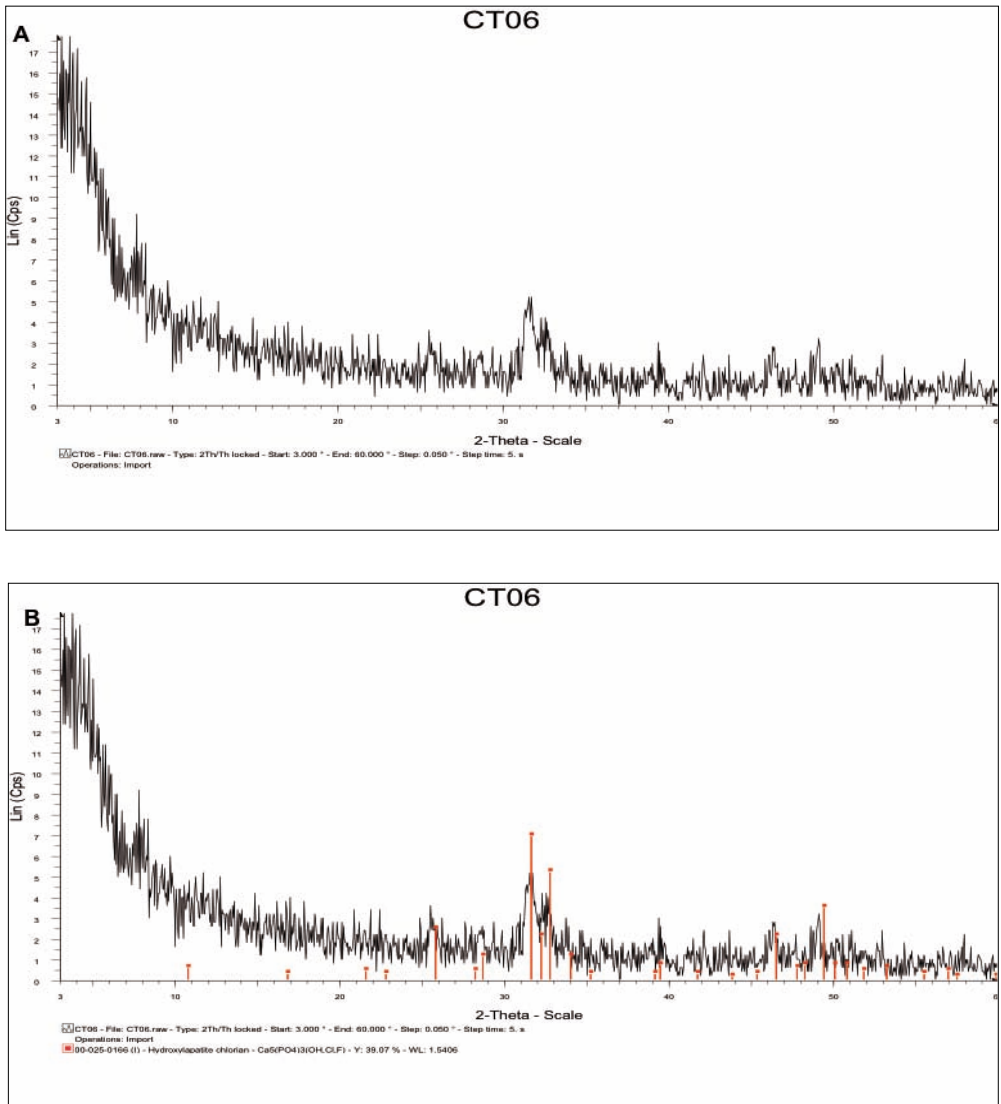 A
CT06
Lin (Cps)
17
16
15
14
13
12
11
10
9
8
7
6
5
4
3
2
1
0
3 10 20 30 40 50 6
2-Theta - Scale
CT06 - File: CT06.raw - Type: 2Th/Th locked - Start: 3.000 ° - End: 60.000 ° - Step: 0.050 ° - Step time: 5. s
Operations: Import
B
CT06
Lin (Cps)
17
16
15
14
13
12
11
10
9
8
7
6
5
4
3
2
1
0
3 10 20 30 40 50 6
2-Theta - Scale
CT06 - File: CT06.raw - Type: 2Th/Th locked - Start: 3.000 ° - End: 60.000 ° - Step: 0.050 ° - Step time: 5. s
Operations: Import
00-025-0166 (I) - Hydroxylapatite chlorian - Ca5(PO4)3(OH,Cl,F) - Y: 39.07 % - WL: 1.5406